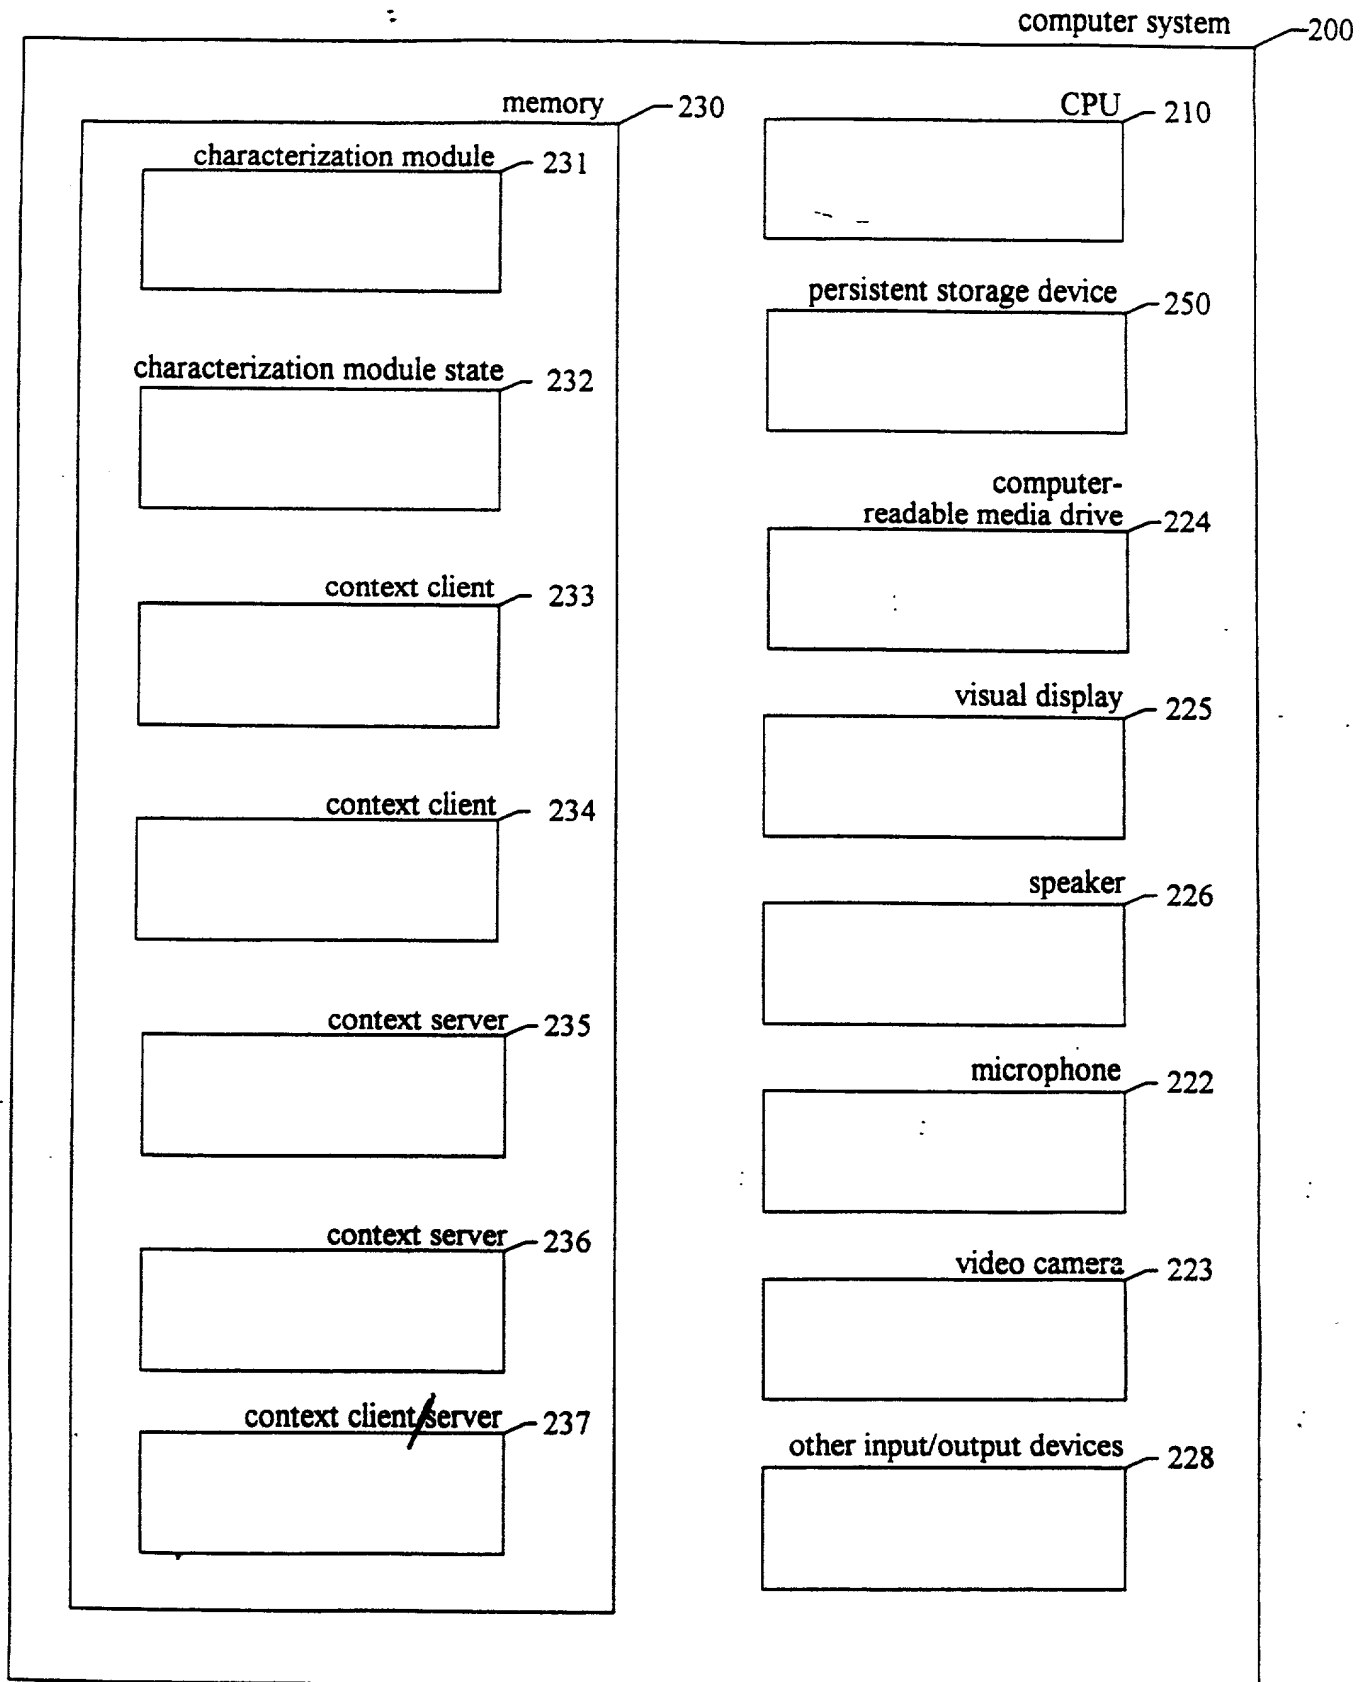 computer system 200
memory 230
characterization module 231
characterization module state 232
context client 233
context client 234
context server 235
context server 236
context client/server 237
CPU 210
persistent storage device 250
computer-
readable media drive 224
visual display 225
speaker 226
microphone 222
video camera 223
other input/output devices 228